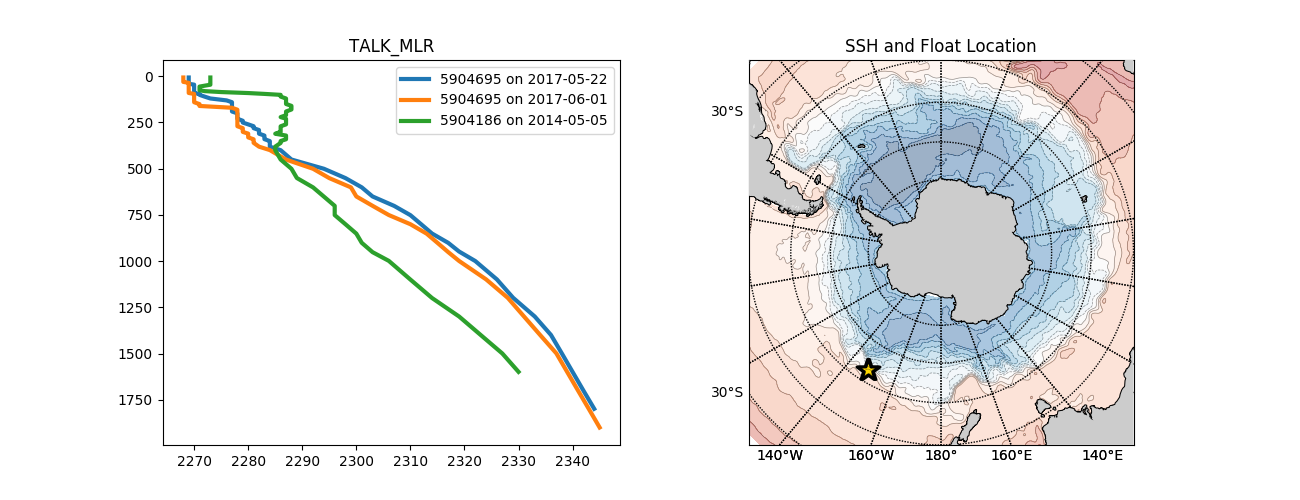 TALK_MLR
5904695 on 2017-05-22
5904695 on 2017-06-01
5904186 on 2014-05-05
0
250
500
750
1000
1250
1500
1750
2270 2280 2290 2300 2310 2320 2330 2340
SSH and Float Location
30°S
30°S
140°W 160°W 180° 160°E 140°E